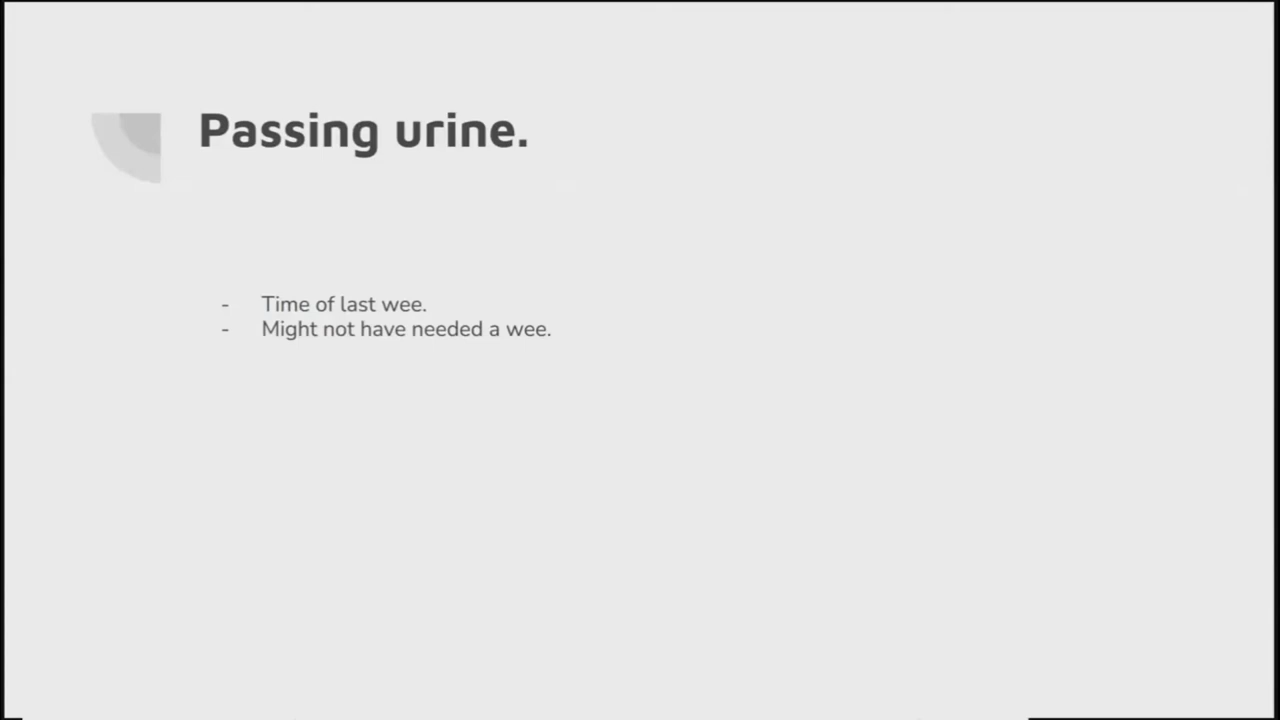 Passing urine.
- Time of last wee.
- Might not have needed a wee.